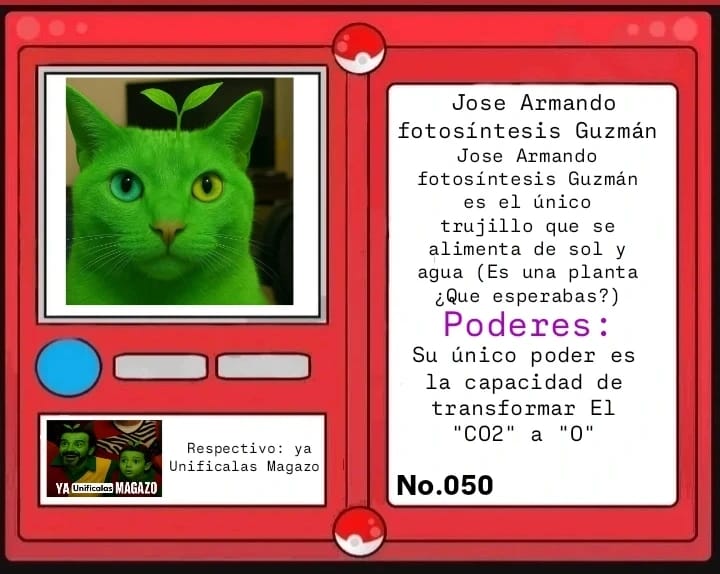 Jose Armando
fotosíntesis Guzmán
Jose Armando
fotosíntesis Guzmán
es el único
trujillo que se
alimenta de sol y
agua (Es una planta
¿Que esperabas?)
Poderes:
Su único poder es
la capacidad de
transformar El
"CO2" a "O"
No.050
YA Unificalas MAGAZO
Respectivo: ya
Unificalas Magazo